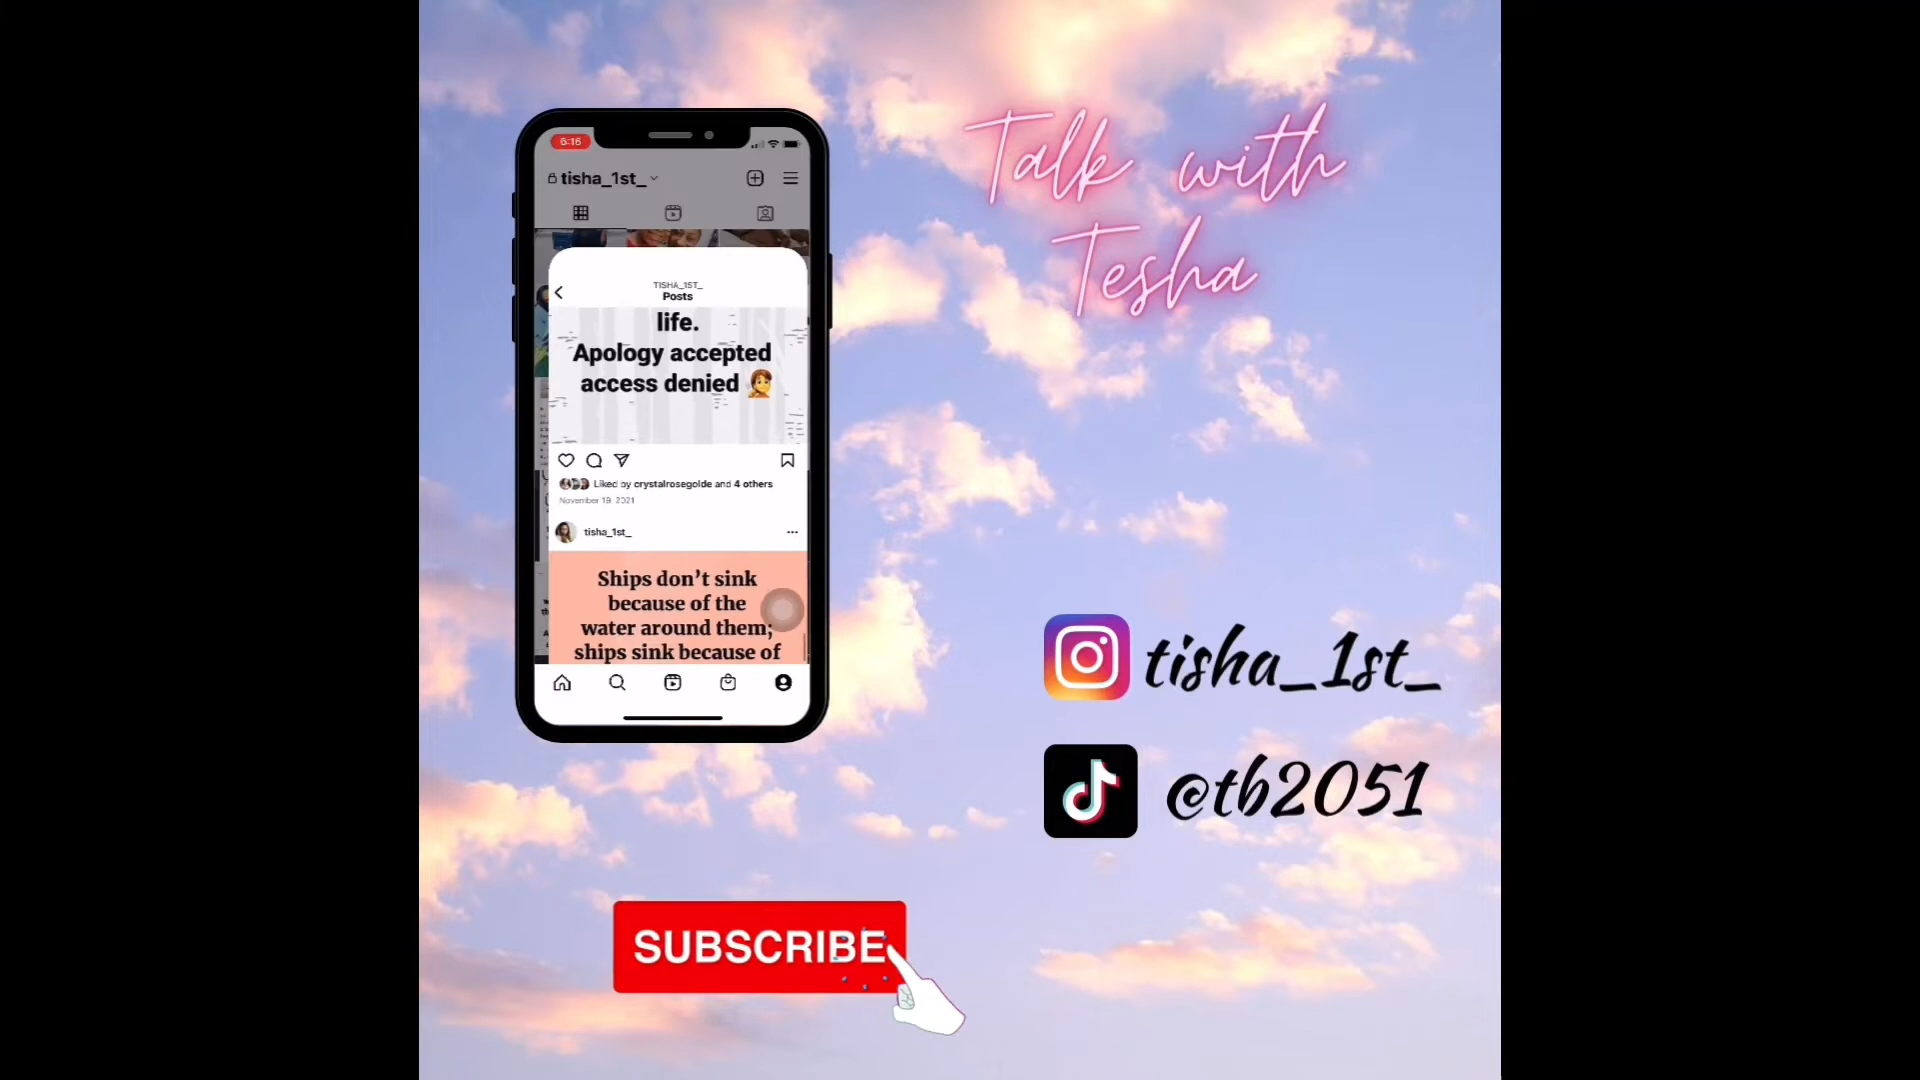 6:16
tisha_1st_
TISHA_1ST_
Posts
life.
Apology accepted
access denied
Liked by crystalrosegolde and 4 others
November 19, 2021
tisha_1st_
Ships don’t sink
because of the
water around them;
ships sink because of
Talk with
Tesha
tisha_1st_
@tb2051
SUBSCRIBE